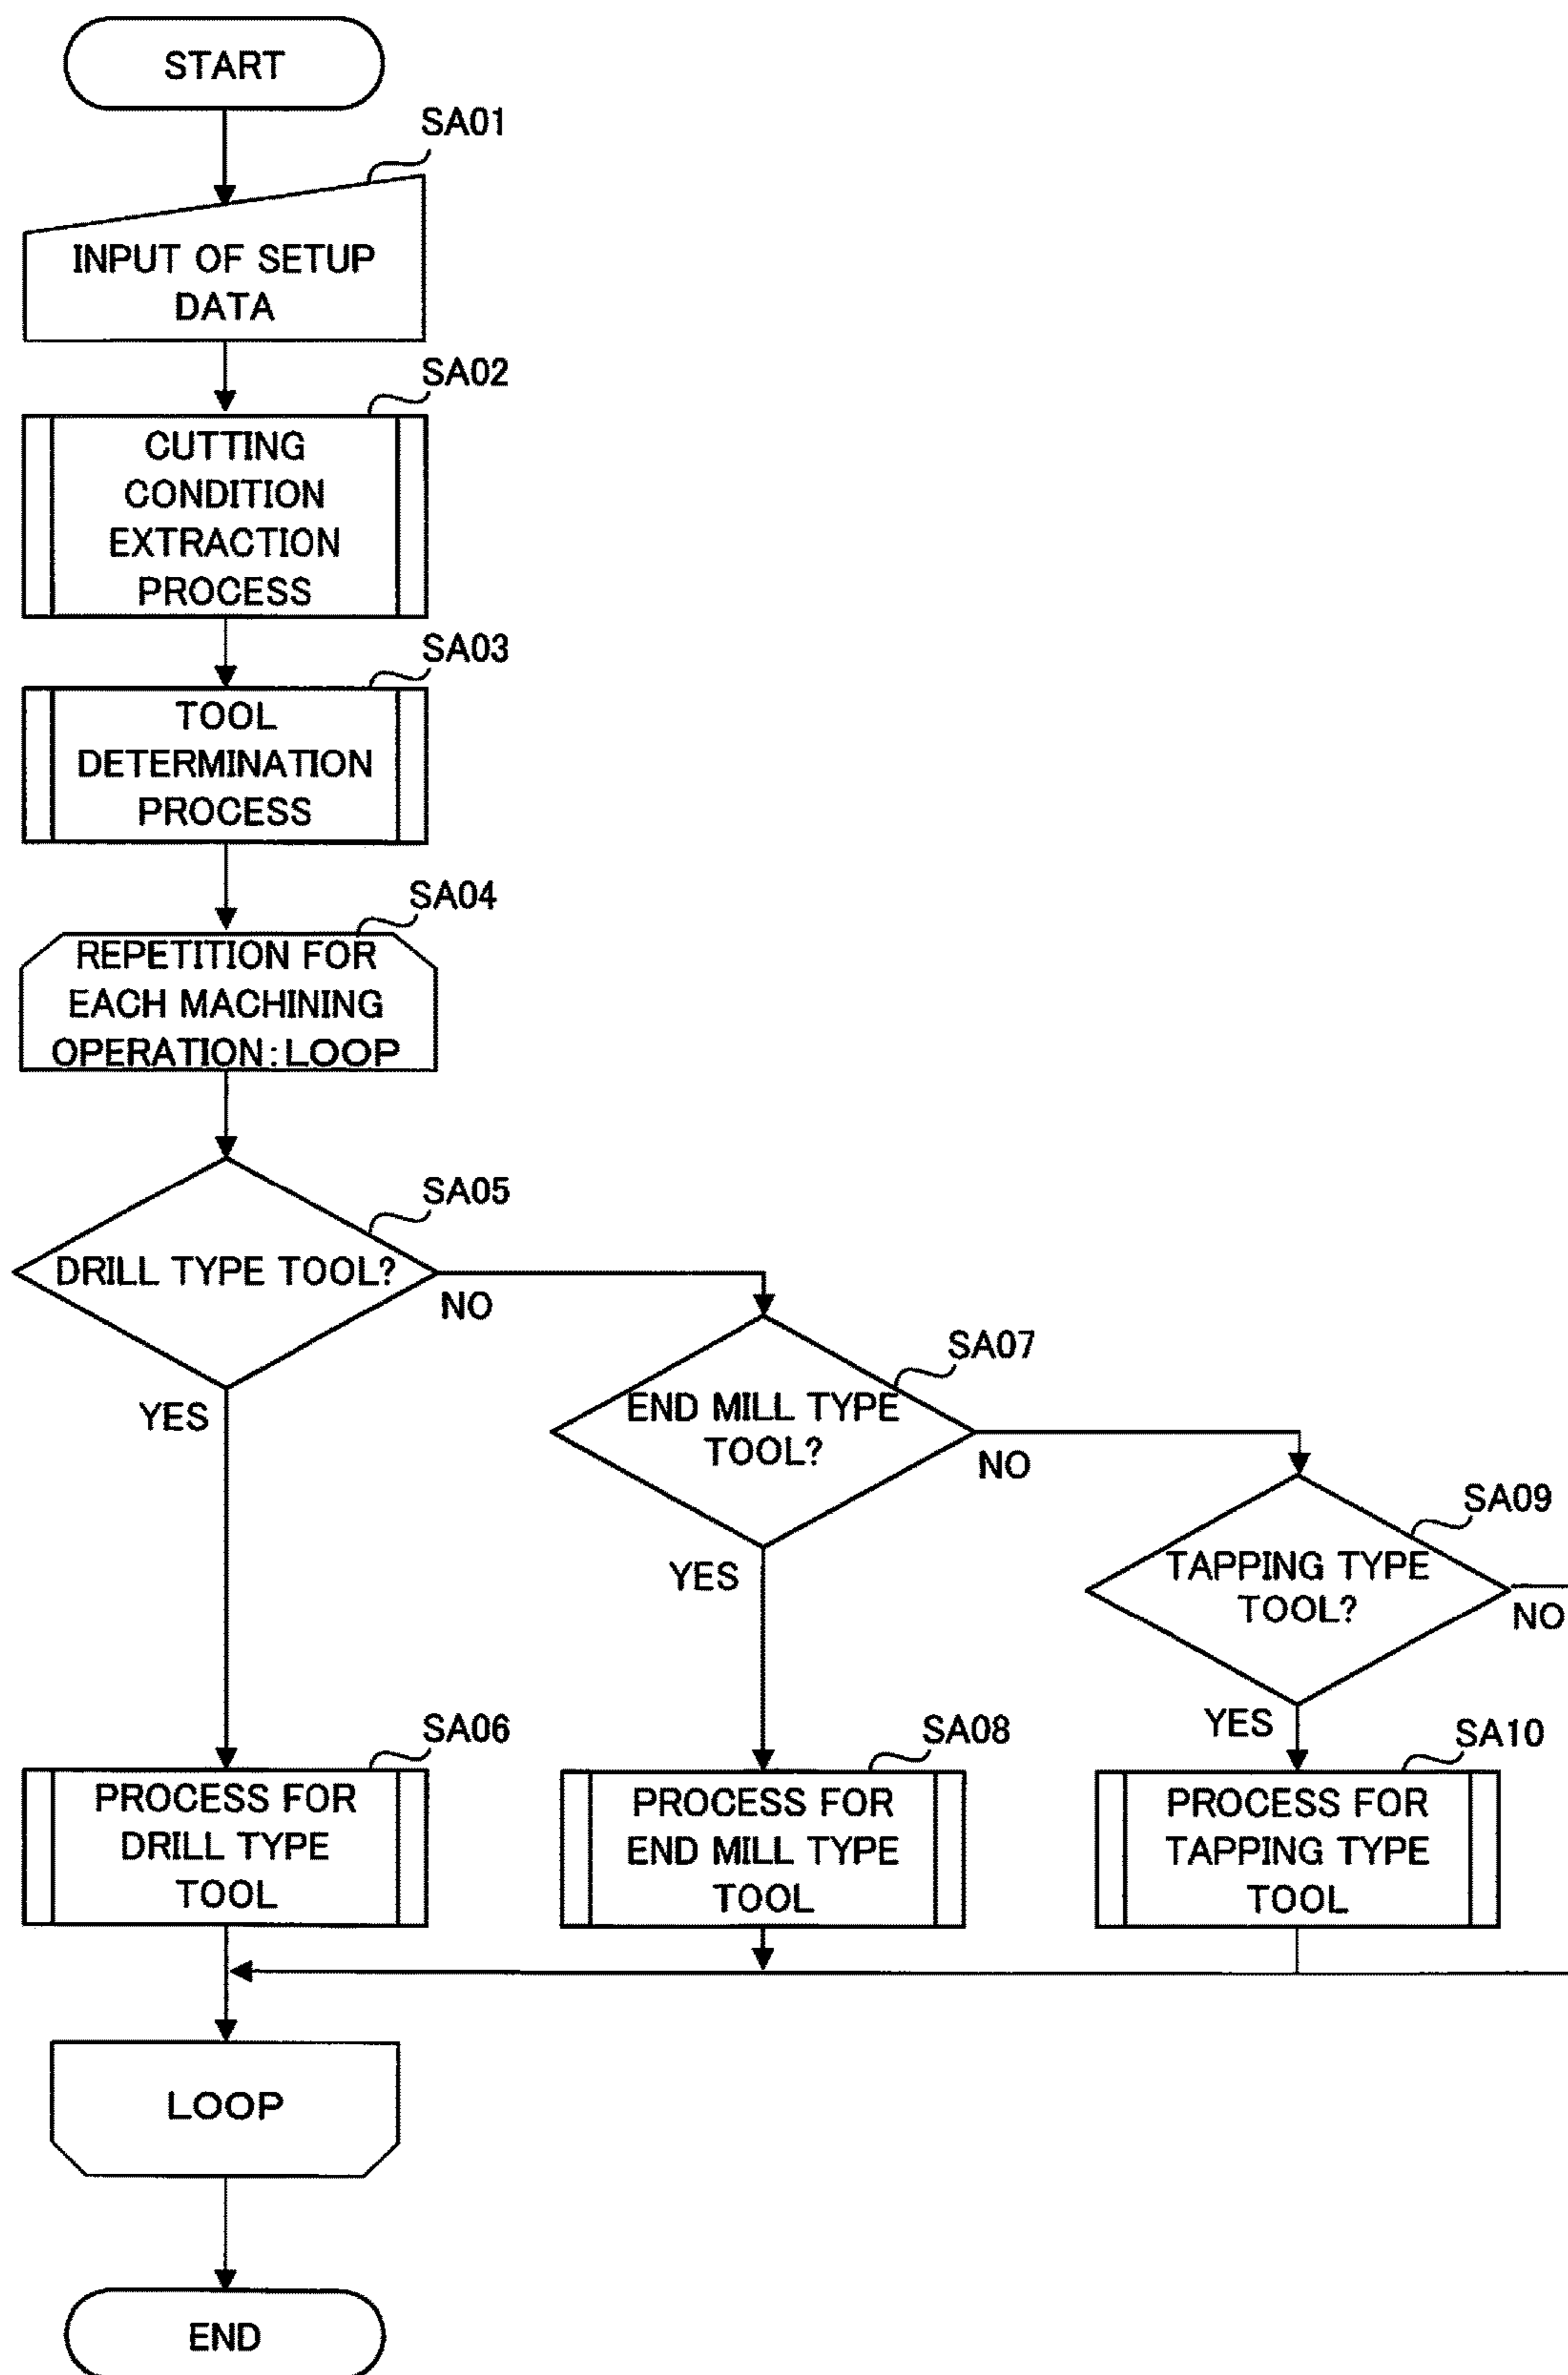 START
SA01
INPUT OF SETUP
DATA
SA02
CUTTING
CONDITION
EXTRACTION
PROCESS
SA03
TOOL
DETERMINATION
PROCESS
SA04
REPETITION FOR
EACH MACHINING
OPERATION:LOOP
SA05
DRILL TYPE TOOL?
NO
YES
SA07
END MILL TYPE
TOOL?
NO
YES
SA09
TAPPING TYPE
TOOL?
NO
YES
SA06
PROCESS FOR
DRILL TYPE
TOOL
SA08
PROCESS FOR
END MILL TYPE
TOOL
SA10
PROCESS FOR
TAPPING TYPE
TOOL
LOOP
END